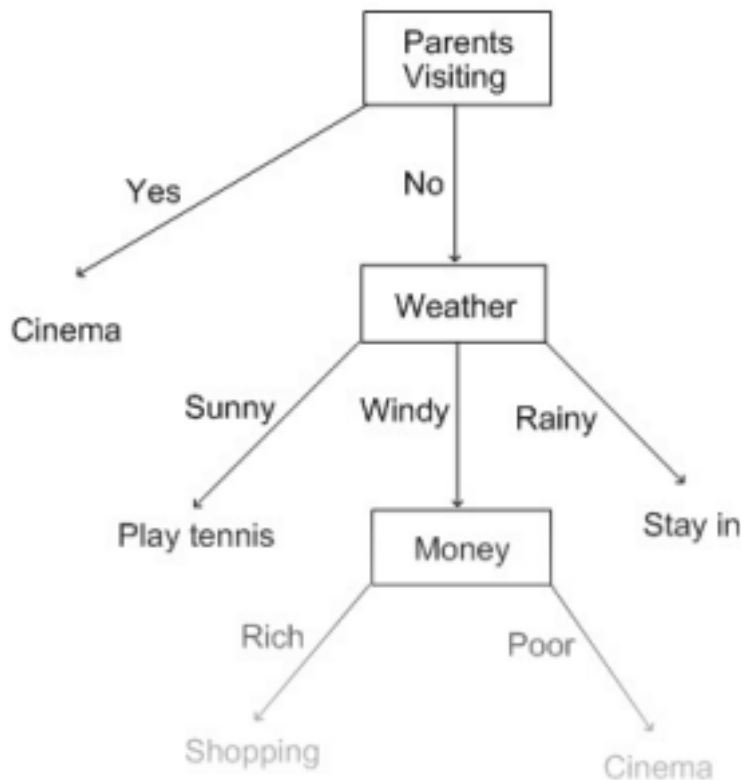 Parents
Visiting
Yes
No
Cinema
Weather
Sunny
Windy
Rainy
Play tennis
Stay in
Money
Rich
Poor
Shopping
Cinema